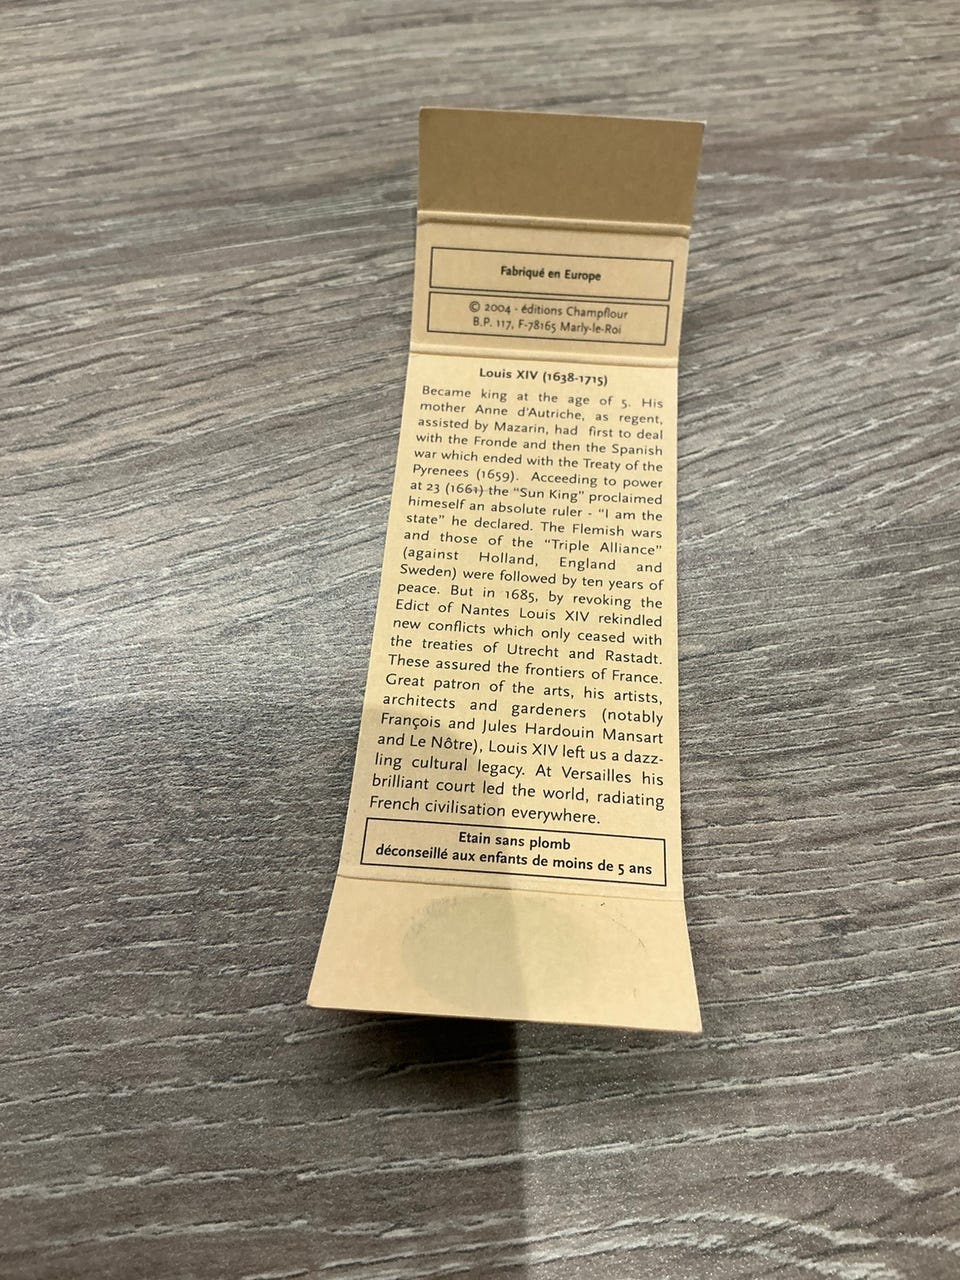 Fabriqué en Europe
© 2004 - éditions Champflour
B.P. 117, F-78165 Marly-le-Roi
Louis XIV (1638-1715)
Became king at the age of 5. His
mother Anne d'Autriche, as regent,
assisted by Mazarin, had first to deal
with the Fronde and then the Spanish
war which ended with the Treaty of the
Pyrenees (1659). Acceeding to power
at 23 (1661) the “Sun King” proclaimed
himeself an absolute ruler - “I am the
state” he declared. The Flemish wars
and those of the “Triple Alliance”
(against Holland, England and
Sweden) were followed by ten years of
peace. But in 1685, by revoking the
Edict of Nantes Louis XIV rekindled
new conflicts which only ceased with
the treaties of Utrecht and Rastadt.
These assured the frontiers of France.
Great patron of the arts, his artists,
architects and gardeners (notably
François and Jules Hardouin Mansart
and Le Nôtre), Louis XIV left us a dazz-
ling cultural legacy. At Versailles his
brilliant court led the world, radiating
French civilisation everywhere.
Etain sans plomb
déconseillé aux enfants de moins de 5 ans